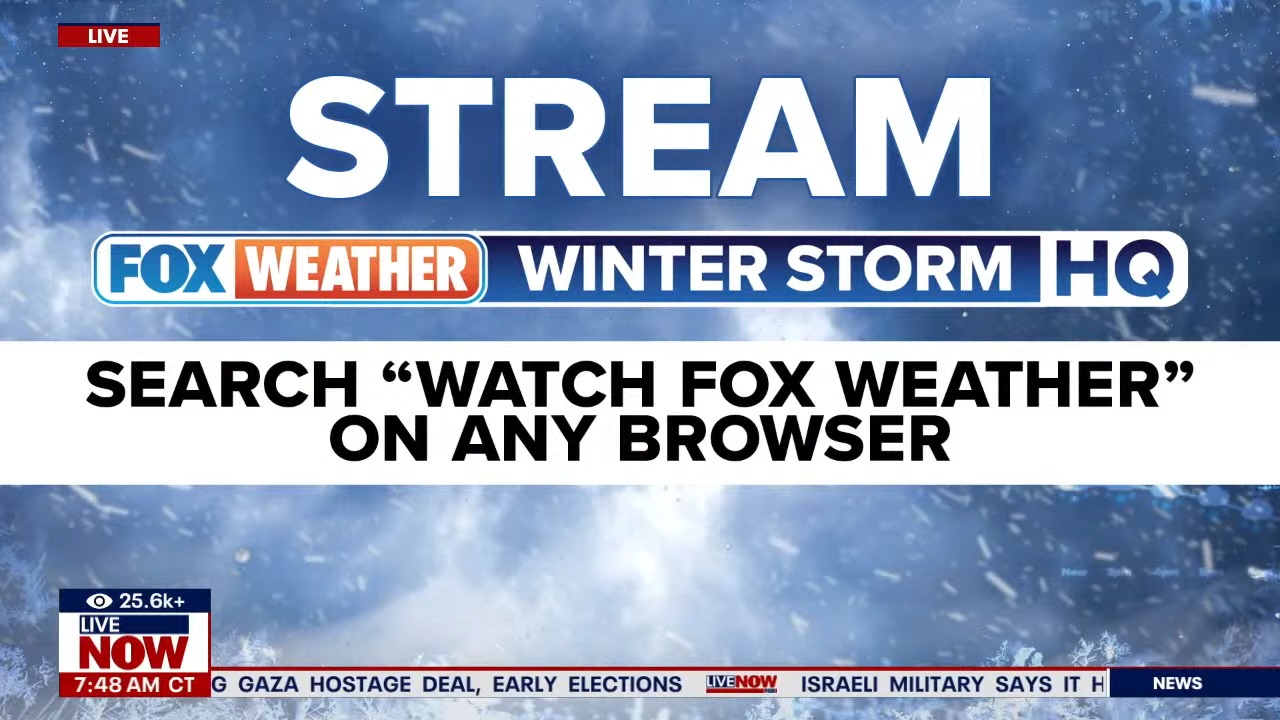 LIVE
STREAM
FOX WEATHER WINTER STORM HQ
SEARCH “WATCH FOX WEATHER”
ON ANY BROWSER
25.6k+
LIVE
NOW
7:48 AM CT
G GAZA HOSTAGE DEAL, EARLY ELECTIONS LIVENOW FOX ISRAELI MILITARY SAYS IT H
NEWS